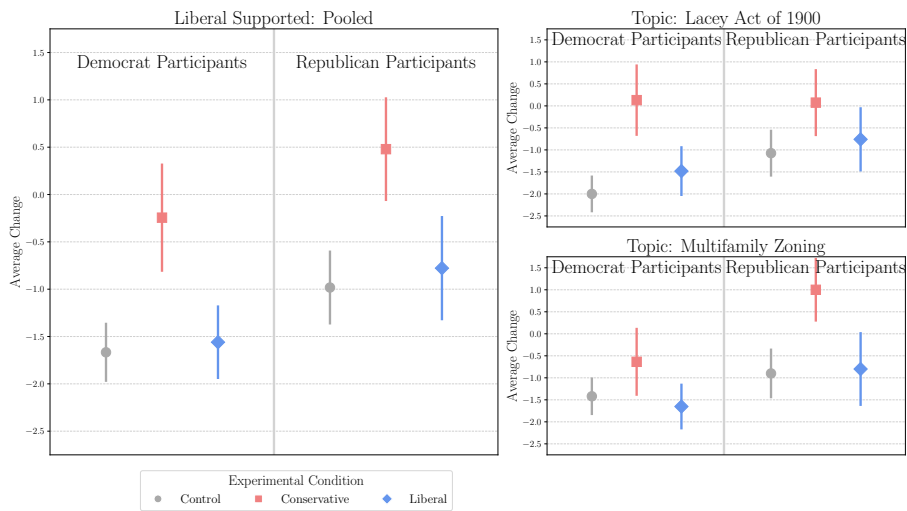 Liberal Supported: Pooled
Democrat Participants
Republican Participants
Average Change
1.5
1.0
0.5
0.0
−0.5
−1.0
−1.5
−2.0
−2.5
Topic: Lacey Act of 1900
Democrat Participants
Republican Participants
Average Change
1.5
1.0
0.5
0.0
−0.5
−1.0
−1.5
−2.0
−2.5
Topic: Multifamily Zoning
Democrat Participants
Republican Participants
Average Change
1.5
1.0
0.5
0.0
−0.5
−1.0
−1.5
−2.0
−2.5
Experimental Condition
Control
Conservative
Liberal